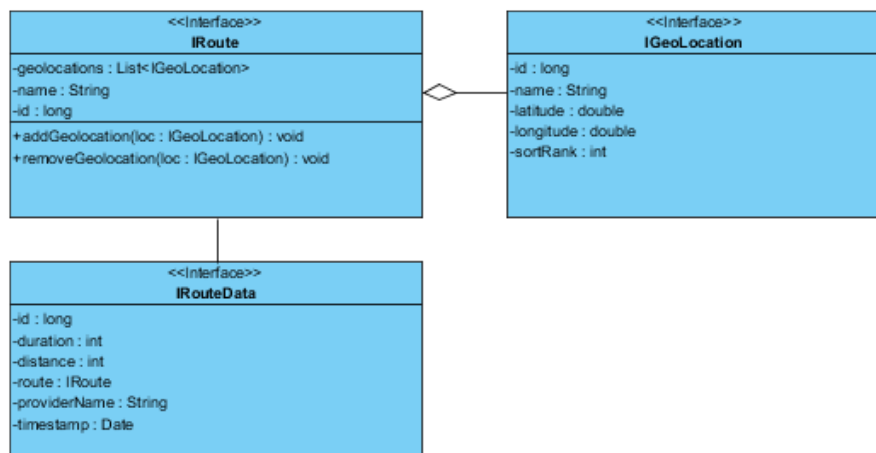 <<Interface>>
IRoute
-geolocations : List<IGeoLocation>
-name : String
-id : long
+addGeolocation(loc : IGeoLocation) : void
+removeGeolocation(loc : IGeoLocation) : void
<<Interface>>
IGeoLocation
-id : long
-name : String
-latitude : double
-longitude : double
-sortRank : int
<<Interface>>
IRouteData
-id : long
-duration : int
-distance : int
-route : IRoute
-providerName : String
-timestamp : Date